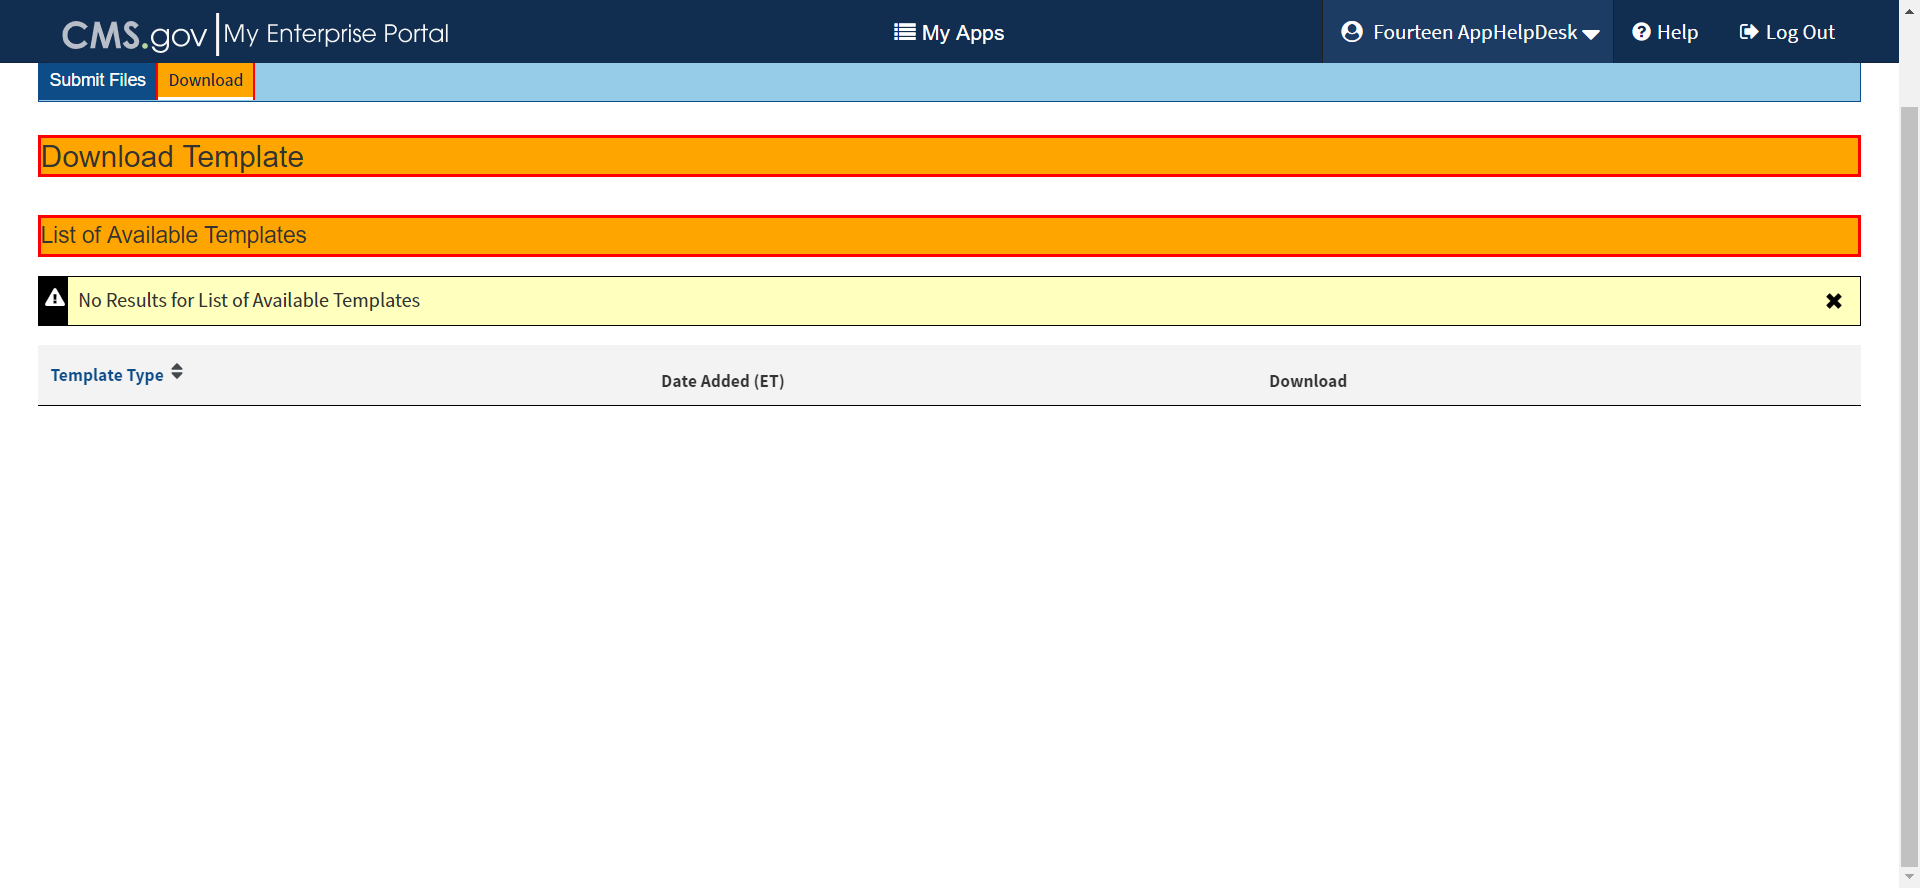 CMS.gov My Enterprise Portal
My Apps
Fourteen AppHelpDesk
Help
Log Out
Submit Files
Download
Download Template
List of Available Templates
No Results for List of Available Templates
Template Type
Date Added (ET)
Download